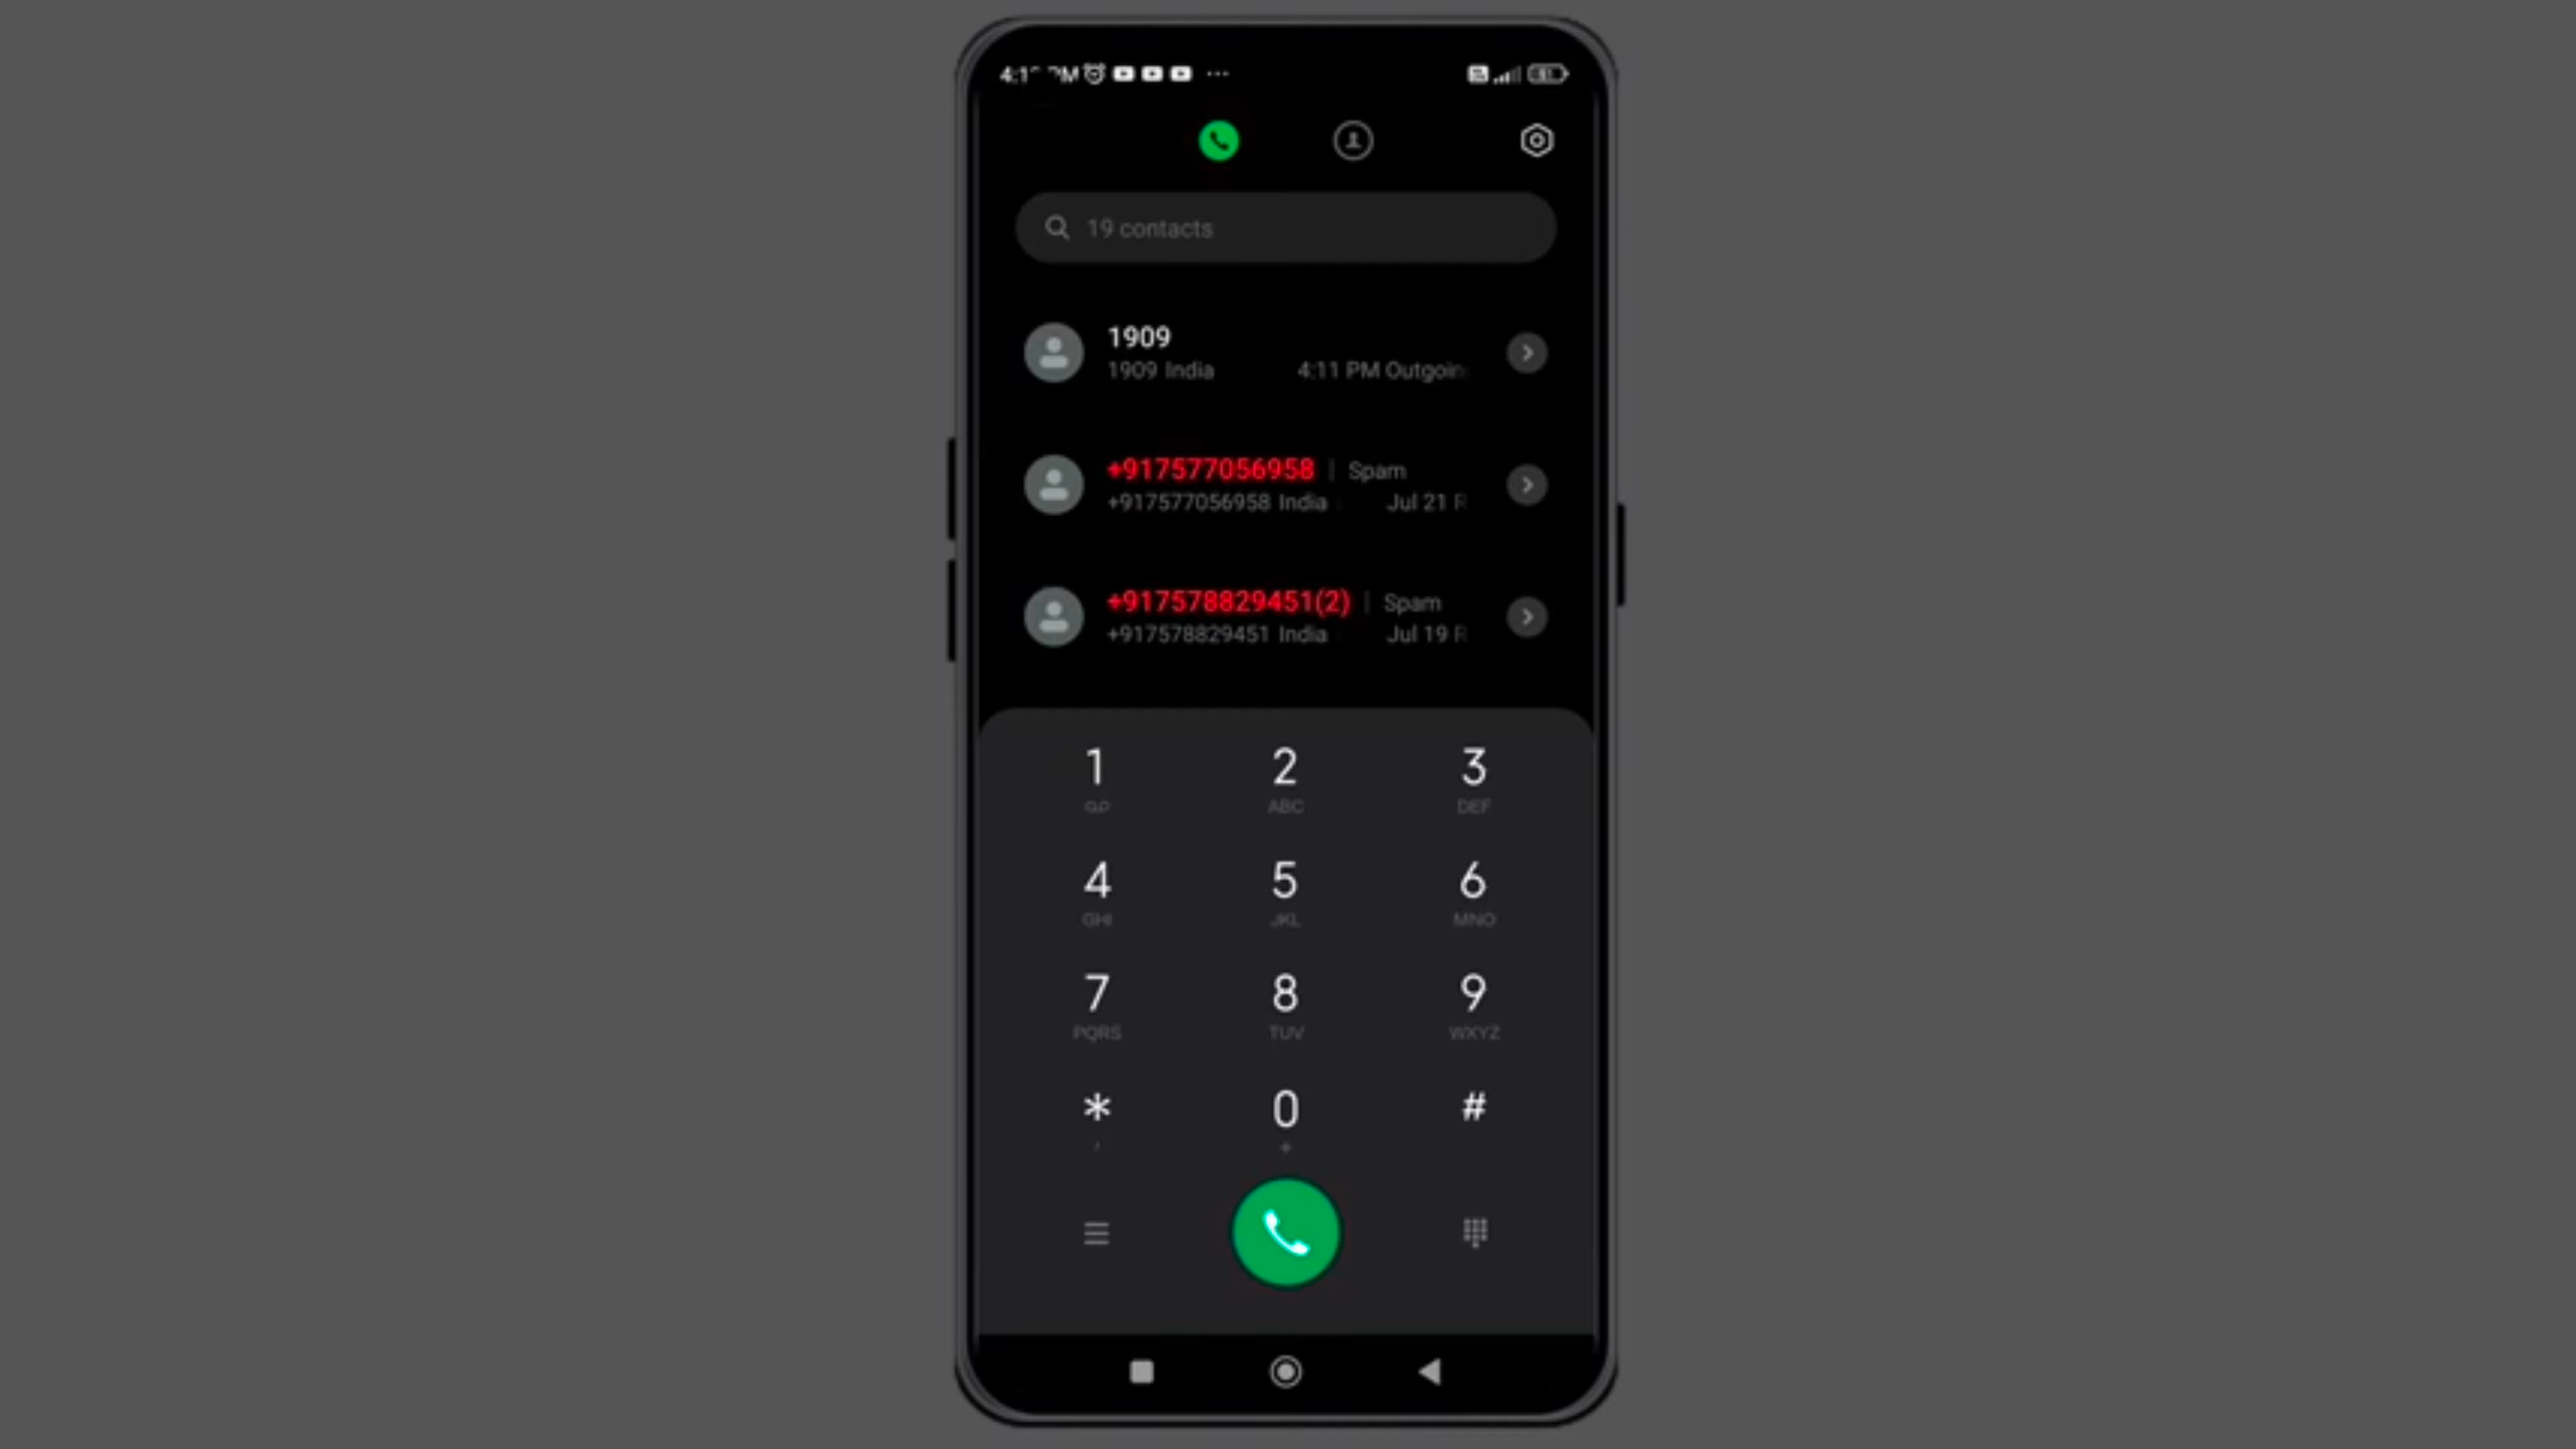 19 contacts
1909
1909 India 4:11 PM Outgoin
+917577056958 | Spam
+917577056958 India Jul 21 R
+917578829451(2) | Spam
+917578829451 India Jul 19 R
1 2 3
ABC DEF
4 5 6
GHI JKL MNO
7 8 9
PQRS TUV WXYZ
* 0 #
, +